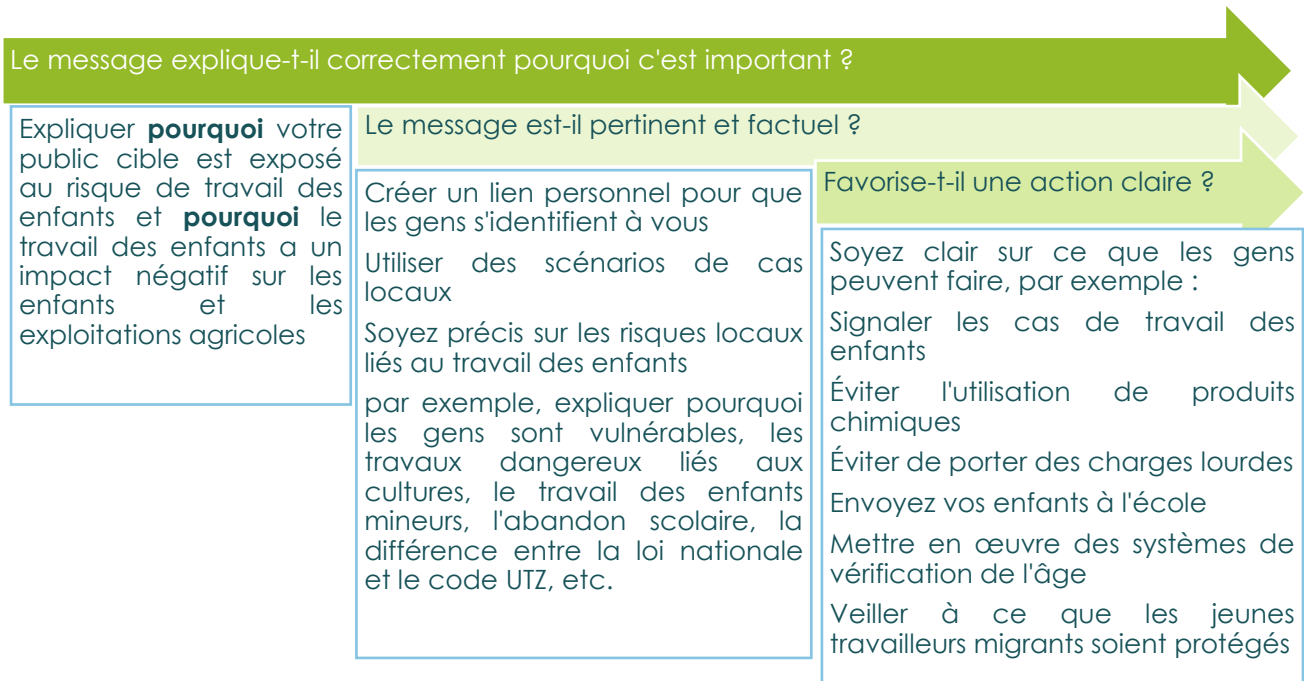 Le message explique-t-il correctement pourquoi c'est important ?
Expliquer pourquoi votre
public cible est exposé
au risque de travail des
enfants et pourquoi le
travail des enfants a un
impact négatif sur les
enfants et les
exploitations agricoles
Le message est-il pertinent et factuel ?
Créer un lien personnel pour que
les gens s'identifient à vous
Utiliser des scénarios de cas
locaux
Soyez précis sur les risques locaux
liés au travail des enfants
par exemple, expliquer pourquoi
les gens sont vulnérables, les
travaux dangereux liés aux
cultures, le travail des enfants
mineurs, l'abandon scolaire, la
différence entre la loi nationale
et le code UTZ, etc.
Favorise-t-il une action claire ?
Soyez clair sur ce que les gens
peuvent faire, par exemple :
Signaler les cas de travail des
enfants
Éviter l'utilisation de produits
chimiques
Éviter de porter des charges lourdes
Envoyez vos enfants à l'école
Mettre en œuvre des systèmes de
vérification de l'âge
Veiller à ce que les jeunes
travailleurs migrants soient protégés